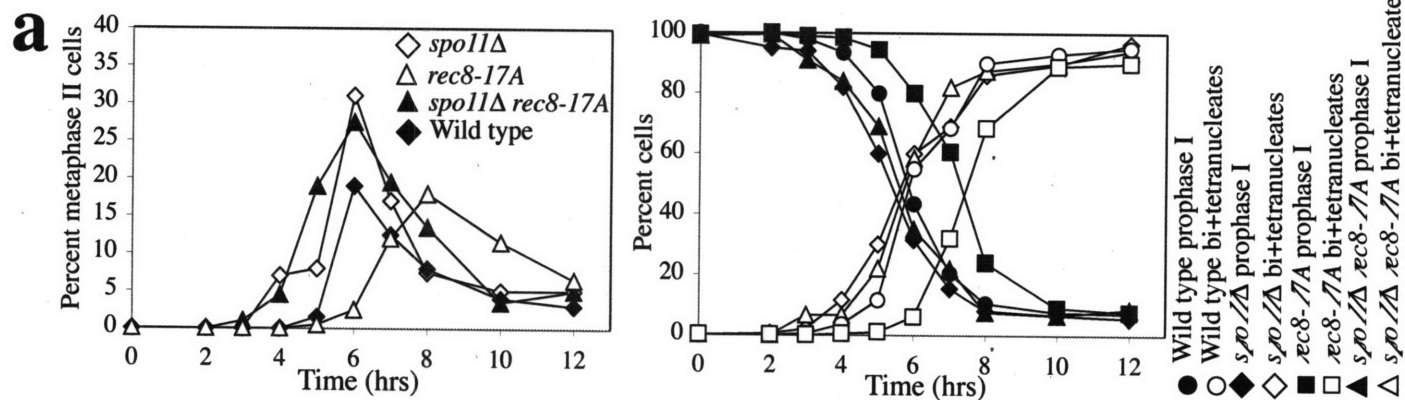 a
Percent metaphase II cells
40
35
30
25
20
15
10
5
0
0 2 4 6 8 10 12
Time (hrs)
spo11Δ
rec8-17A
spo11Δ rec8-17A
Wild type
Percent cells
100
80
60
40
20
0
0 2 4 6 8 10 12
Time (hrs)
Wild type prophase I
Wild type bi+tetranucleates
spo11Δ prophase I
spo11Δ bi+tetranucleates
rec8-17A prophase I
rec8-17A bi+tetranucleates
spo11Δ rec8-17A prophase I
spo11Δ rec8-17A bi+tetranucleates